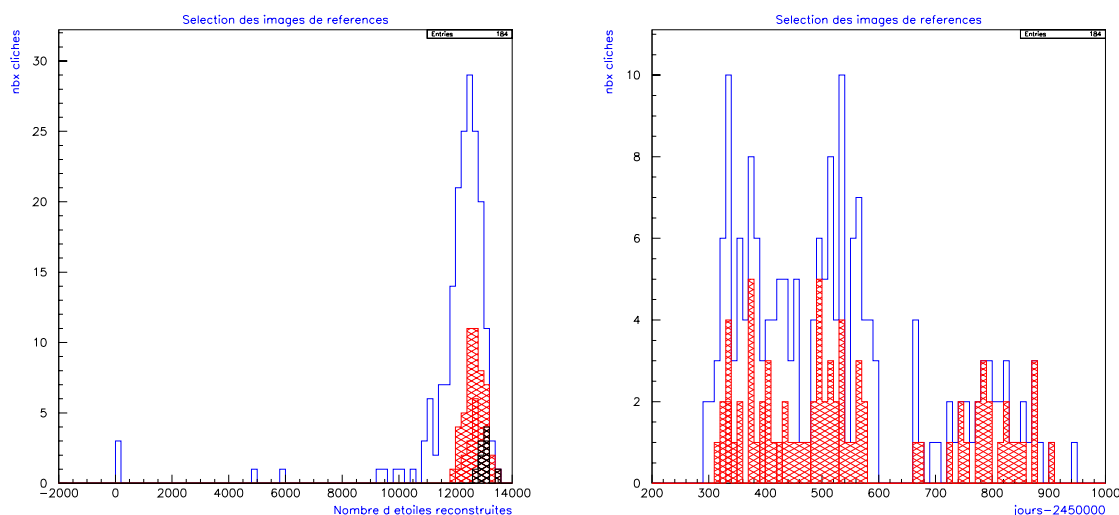 Selection des images de references
Entries 184
nbx cliches
30
25
20
15
10
5
0
−2000 0 2000 4000 6000 8000 10000 12000 14000
Nombre d etoiles reconstruites
Selection des images de references
Entries 184
nbx cliches
10
8
6
4
2
0
200 300 400 500 600 700 800 900 1000
jours−2450000